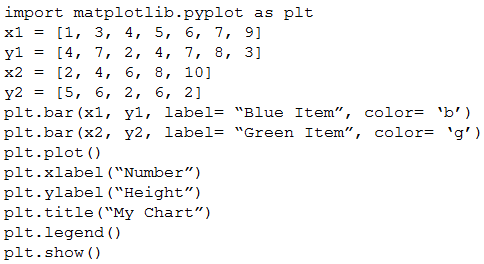 import matplotlib.pyplot as plt
x1 = [1, 3, 4, 5, 6, 7, 9]
y1 = [4, 7, 2, 4, 7, 8, 3]
x2 = [2, 4, 6, 8, 10]
y2 = [5, 6, 2, 6, 2]
plt.bar(x1, y1, label= “Blue Item”, color= ‘b’)
plt.bar(x2, y2, label= “Green Item”, color= ‘g’)
plt.plot()
plt.xlabel(“Number”)
plt.ylabel(“Height”)
plt.title(“My Chart”)
plt.legend()
plt.show()